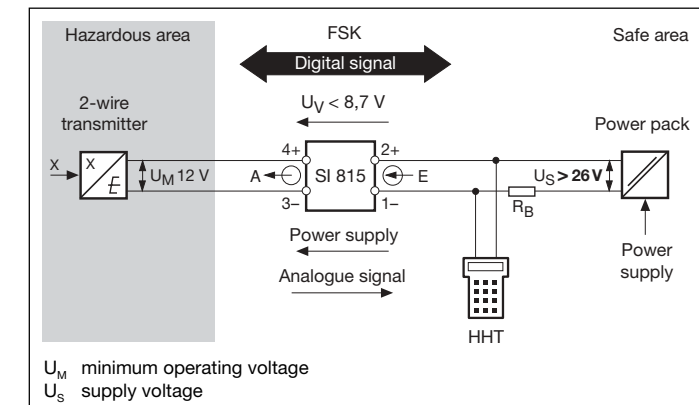 Hazardous area
FSK
Safe area
Digital signal
2-wire
transmitter
U_V < 8,7 V
Power pack
X
X
E
U_M 12 V
4+
2+
A
SI 815
E
U_S > 26 V
3–
1–
R_B
Power supply
Analogue signal
Power
supply
HHT
U_M minimum operating voltage
U_S supply voltage